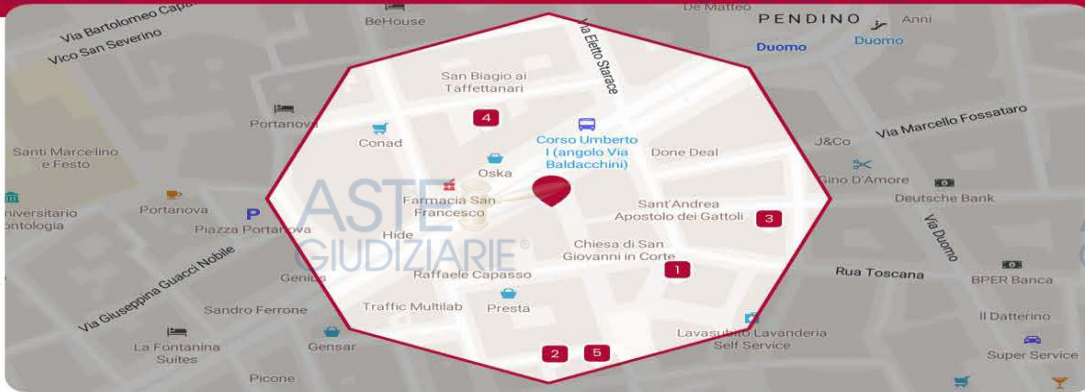 Via Bartolomeo Capa
BeHouse
De Matteo
PENDINO
Anni
Vico San Severino
Duomo
Duomo
Via Eletto Starace
San Biagio ai
Taffettanari
Portanova
4
Conad
Corso Umberto
I (angolo Via
Baldacchini)
Via Marcello Fossataro
J&Co
Santi Marcellino
e Festo
Done Deal
Oska
Gino D'Amore
Deutsche Bank
Farmacia San
Francesco
Sant'Andrea
Apostolo dei Gattoli
3
niversitario
ontologia
Portanova
P
Piazza Portanova
ASTE
GIUDIZIARIE®
Hide
Chiesa di San
Giovanni in Corte
1
Via Duomo
Rua Toscana
BPER Banca
Genius
Raffaele Capasso
Via Giuseppina Guacci Nobile
Sandro Ferrone
Traffic Multilab
Presta
Il Datterino
Lavasubito Lavanderia
Self Service
La Fontanina
Suites
Gensar
2
5
Super Service
Picone